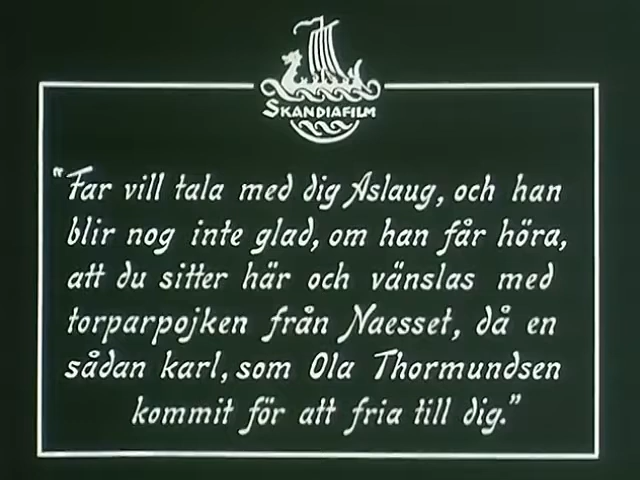 SKANDIAFILM
"Far vill tala med dig Aslaug, och han
blir nog inte glad, om han får höra,
att du sitter här och vänslas med
torparpojken från Naesset, då en
sådan karl, som Ola Thormundsen
kommit för att fria till dig."